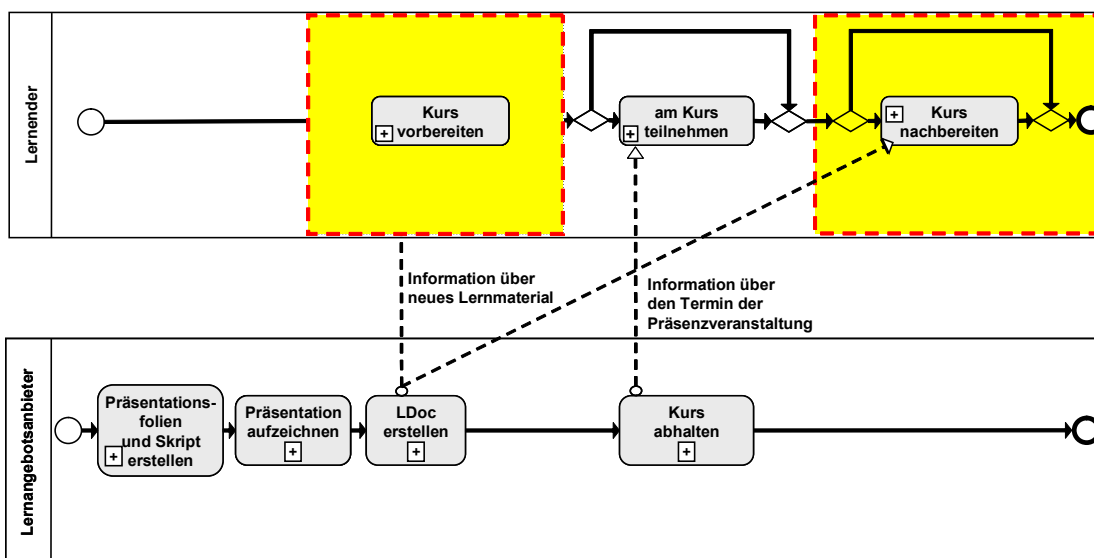 Lernender
Kurs
vorbereiten
am Kurs
teilnehmen
Kurs
nachbereiten
Information über
neues Lernmaterial
Information über
den Termin der
Präsenzveranstaltung
Lernangebotsanbieter
Präsentations-
folien
und Skript
erstellen
Präsentation
aufzeichnen
LDoc
erstellen
Kurs
abhalten